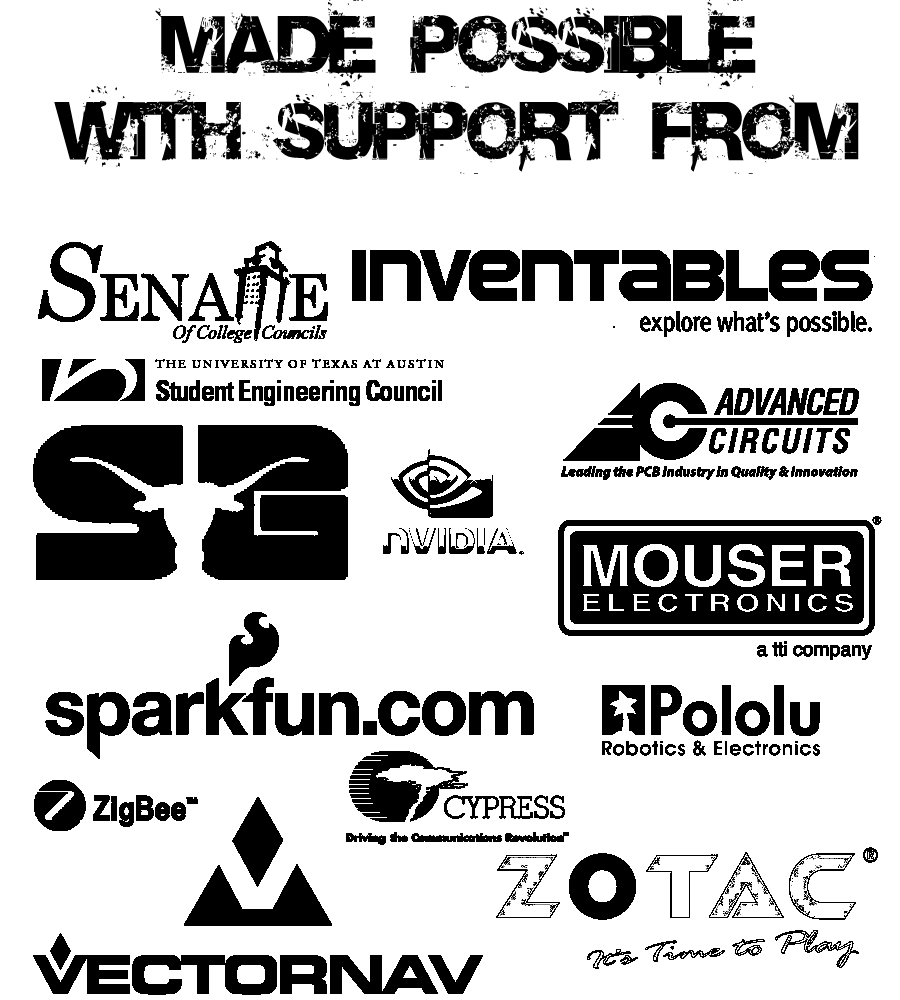 MADE POSSIBLE
WITH SUPPORT FROM
SENATE
Of College Councils
INVENTABLES
explore what's possible.
THE UNIVERSITY OF TEXAS AT AUSTIN
Student Engineering Council
ADVANCED
CIRCUITS
Leading the PCB Industry in Quality & Innovation
SG
nVIDIA.
MOUSER®
ELECTRONICS
a tti company
sparkfun.com
Pololu
Robotics & Electronics
ZigBee™
CYPRESS
Driving the Communications Revolution™
ZOTAC®
It's Time to Play
VECTORNAV